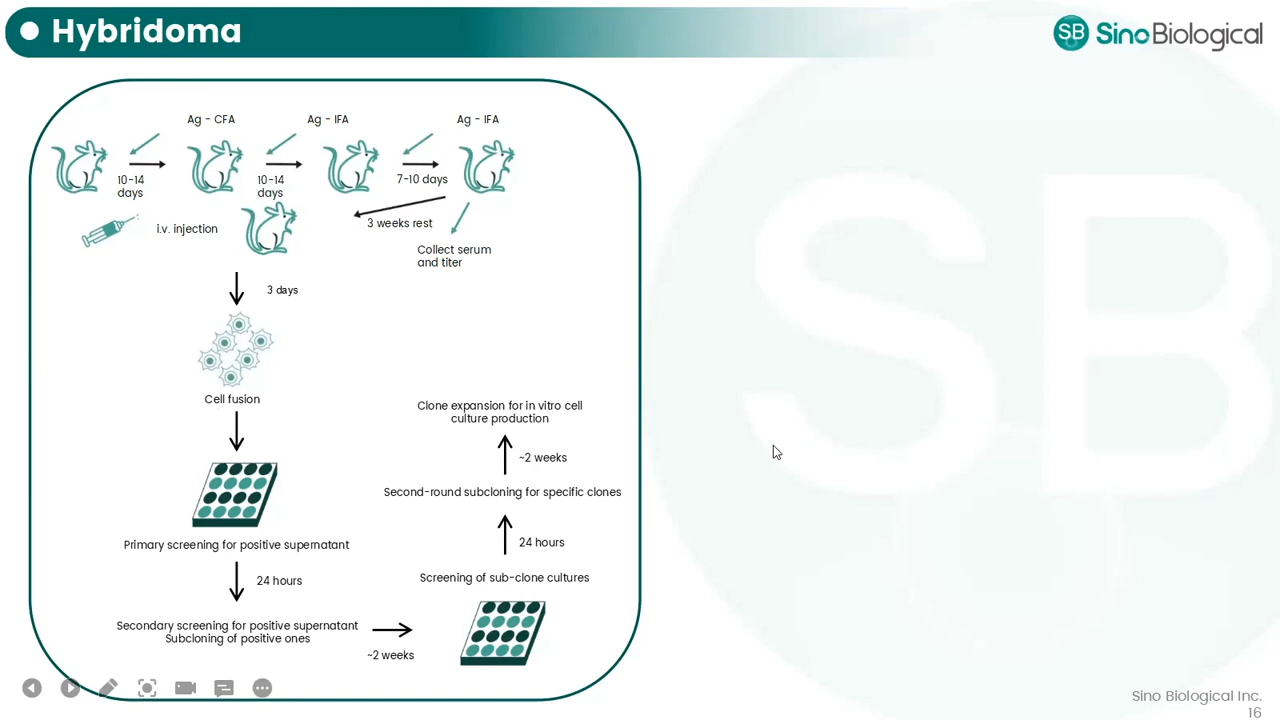 Hybridoma
SB SinoBiological
Ag - CFA
Ag - IFA
Ag - IFA
10-14
days
10-14
days
7-10 days
i.v. injection
3 weeks rest
Collect serum
and titer
3 days
Cell fusion
Primary screening for positive supernatant
24 hours
Secondary screening for positive supernatant
Subcloning of positive ones
~2 weeks
Screening of sub-clone cultures
24 hours
Second-round subcloning for specific clones
~2 weeks
Clone expansion for in vitro cell
culture production
SB
Sino Biological Inc.
16